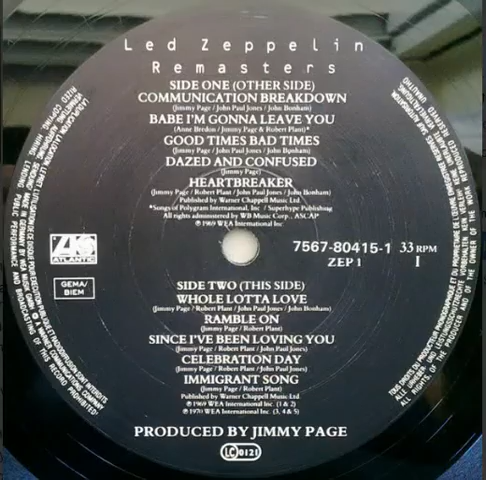 Led Zeppelin
Remasters
SIDE ONE (OTHER SIDE)
COMMUNICATION BREAKDOWN
(Jimmy Page / John Paul Jones / John Bonham)
BABE I'M GONNA LEAVE YOU
(Anne Bredon / Jimmy Page & Robert Plant)*
GOOD TIMES BAD TIMES
(Jimmy Page / John Paul Jones / John Bonham)
DAZED AND CONFUSED
(Jimmy Page)
HEARTBREAKER
(Jimmy Page / Robert Plant / John Paul Jones / John Bonham)
Published by Warner Chappell Music Ltd.
*Songs of Polygram International, Inc. / Superhype Publishing
All rights administered by WB Music Corp., ASCAP
℗ 1969 WEA International Inc
ATLANTIC
7567-80415-1 33 RPM
ZEP 1 I
GEMA/
BIEM
SIDE TWO (THIS SIDE)
WHOLE LOTTA LOVE
(Jimmy Page / Robert Plant / John Paul Jones / John Bonham)
RAMBLE ON
(Jimmy Page / Robert Plant)
SINCE I'VE BEEN LOVING YOU
(Jimmy Page / Robert Plant / John Paul Jones)
CELEBRATION DAY
(Jimmy Page / Robert Plant / John Paul Jones)
IMMIGRANT SONG
(Jimmy Page / Robert Plant)
Published by Warner Chappell Music Ltd.
℗ 1969 WEA International Inc. (1 & 2)
℗ 1970 WEA International Inc. (3, 4 & 5)
PRODUCED BY JIMMY PAGE
LC 0121